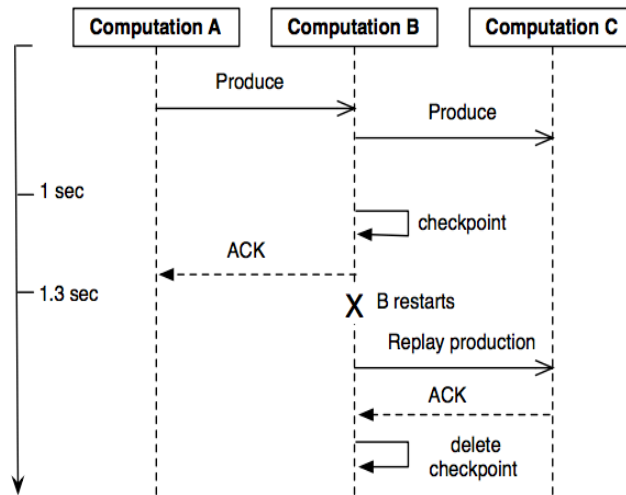 Computation A
Computation B
Computation C
Produce
Produce
1 sec
checkpoint
ACK
1.3 sec
X
B restarts
Replay production
ACK
delete
checkpoint